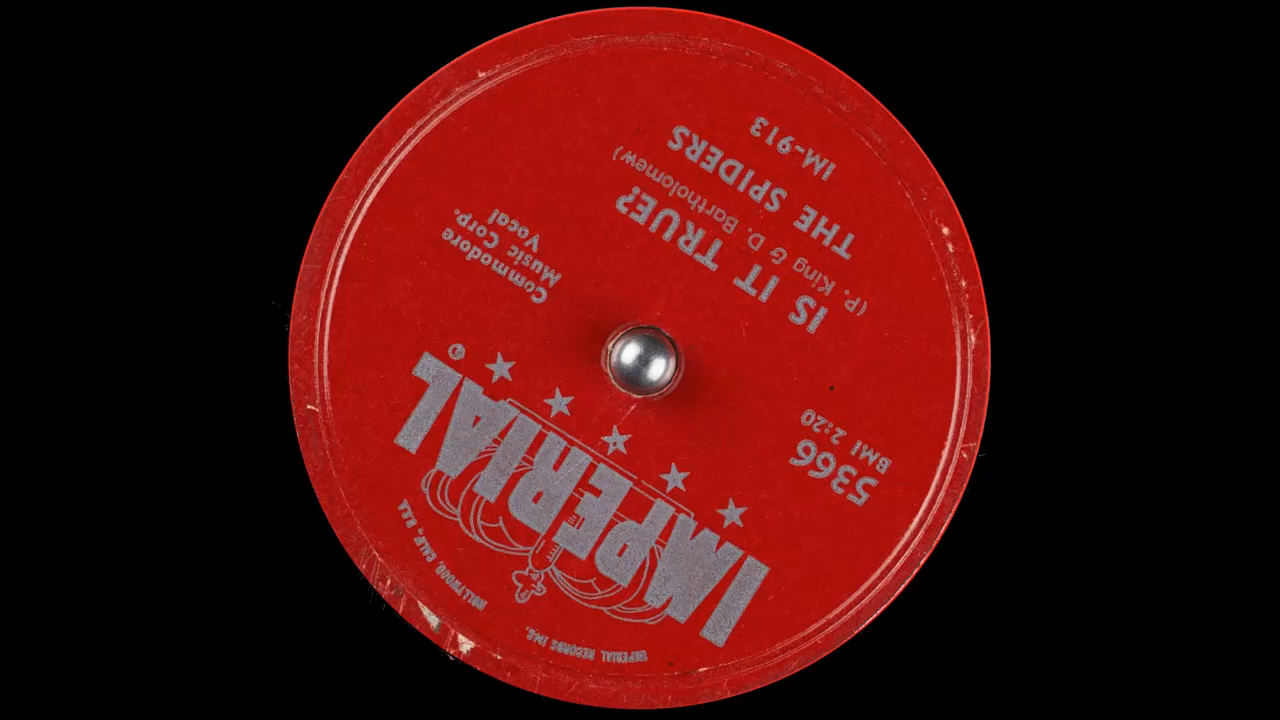 IMPERIAL RECORDS INC.
HOLLYWOOD, CALIF., U.S.A.
IMPERIAL
R
5366
BMI 2:20
Commodore
Music Corp.
Vocal
IS IT TRUE?
(P. King & D. Bartholomew)
THE SPIDERS
IM-913